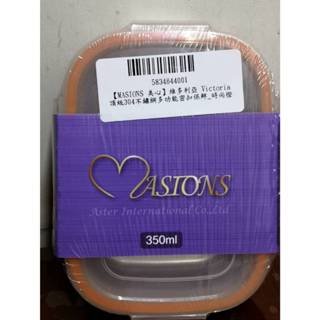 5834644001
【MASIONS 美心】維多利亞 Victoria
頂級304不鏽鋼多功能密扣保鮮_時尚橙
MASIONS
Aster International Co.,Ltd
350ml